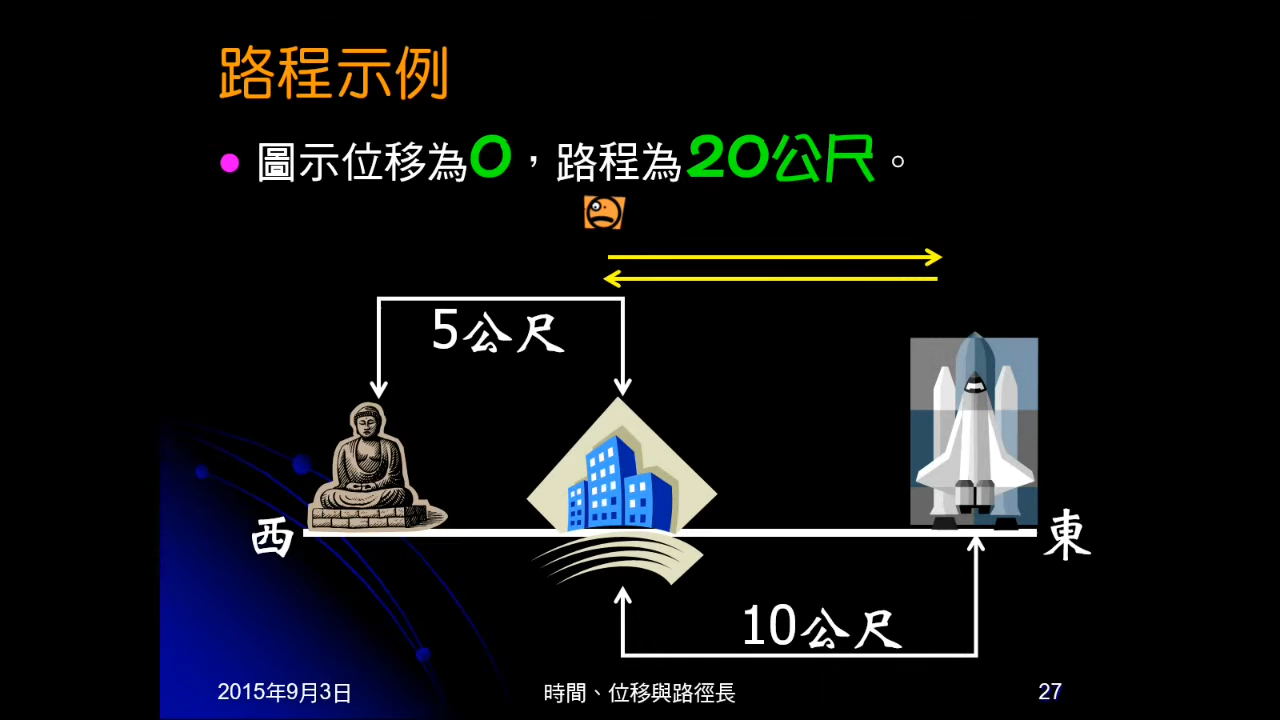 路程示例
圖示位移為0，路程為20公尺。
5公尺
西
東
10公尺
2015年9月3日
時間、位移與路徑長
27